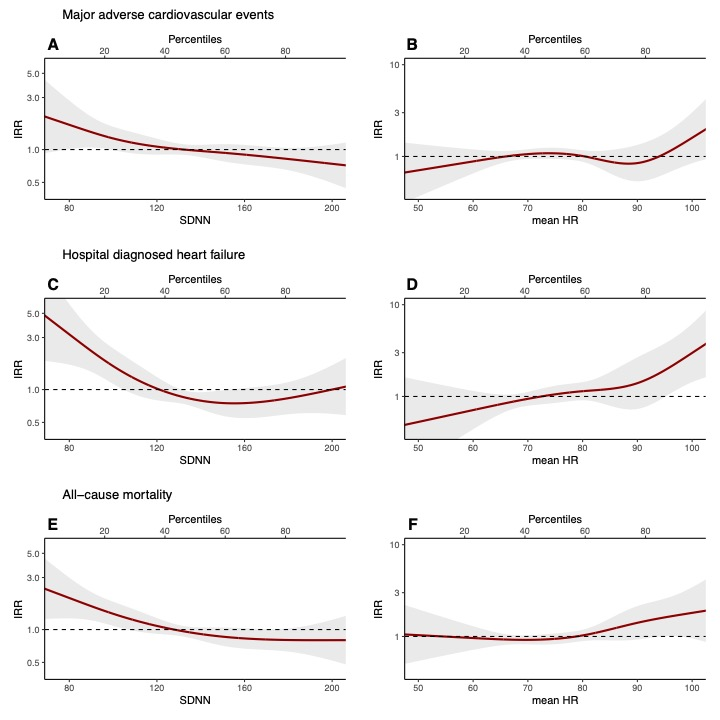 Major adverse cardiovascular events
A
Percentiles
20 40 60 80
IRR
5.0
3.0
1.0
0.5
80 120 160 200
SDNN
B
Percentiles
20 40 60 80
IRR
10
3
1
50 60 70 80 90 100
mean HR
Hospital diagnosed heart failure
C
Percentiles
20 40 60 80
IRR
5.0
3.0
1.0
0.5
80 120 160 200
SDNN
D
Percentiles
20 40 60 80
IRR
10
3
1
50 60 70 80 90 100
mean HR
All−cause mortality
E
Percentiles
20 40 60 80
IRR
5.0
3.0
1.0
0.5
80 120 160 200
SDNN
F
Percentiles
20 40 60 80
IRR
10
3
1
50 60 70 80 90 100
mean HR